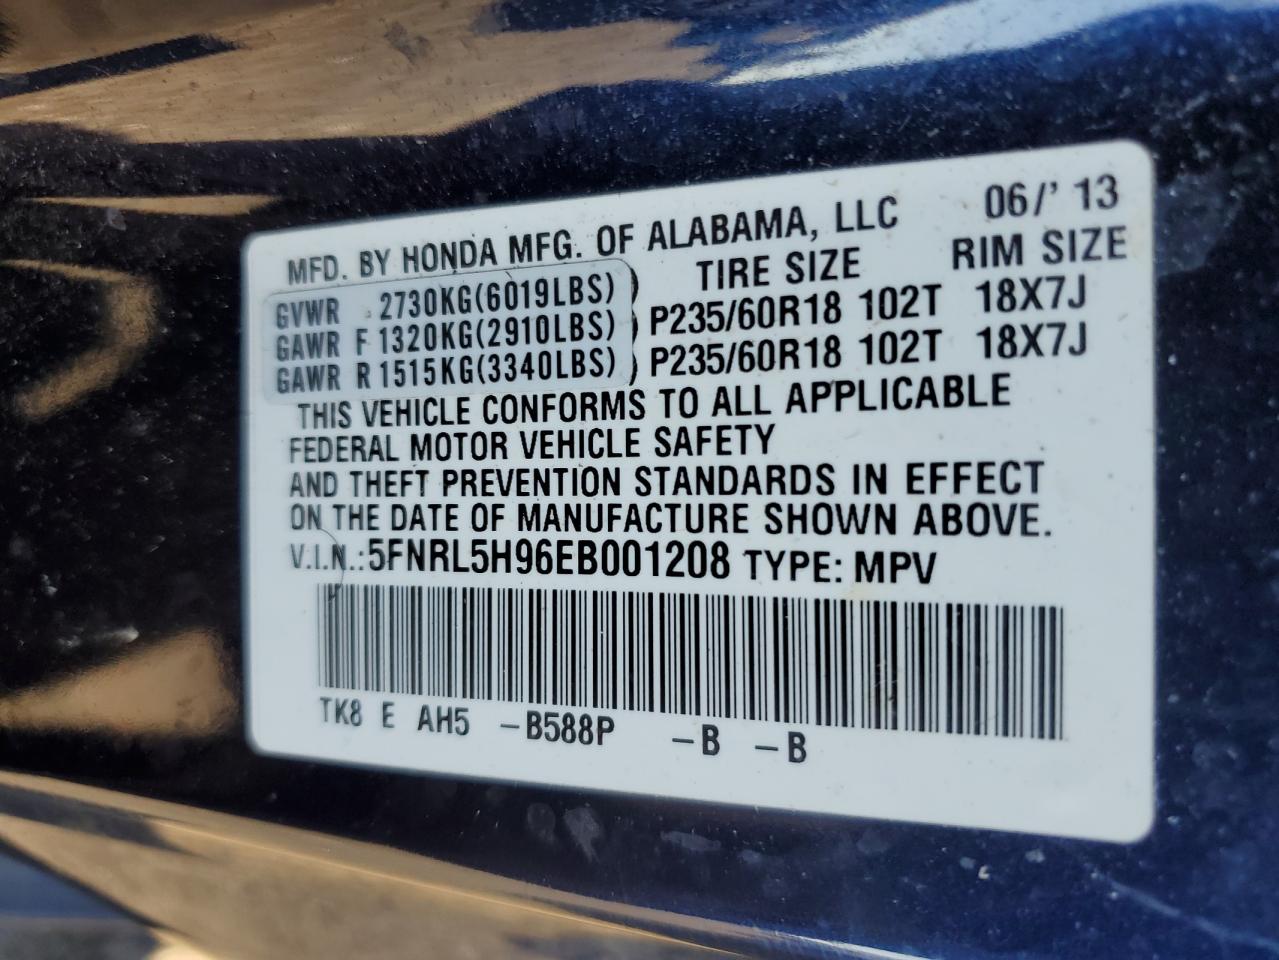 MFD. BY HONDA MFG. OF ALABAMA, LLC 06/' 13
TIRE SIZE RIM SIZE
GVWR 2730KG(6019LBS)
GAWR F 1320KG(2910LBS) P235/60R18 102T 18X7J
GAWR R 1515KG(3340LBS) P235/60R18 102T 18X7J
THIS VEHICLE CONFORMS TO ALL APPLICABLE
FEDERAL MOTOR VEHICLE SAFETY
AND THEFT PREVENTION STANDARDS IN EFFECT
ON THE DATE OF MANUFACTURE SHOWN ABOVE.
V.I.N.:5FNRL5H96EB001208 TYPE: MPV
TK8 E AH5 -B588P -B -B